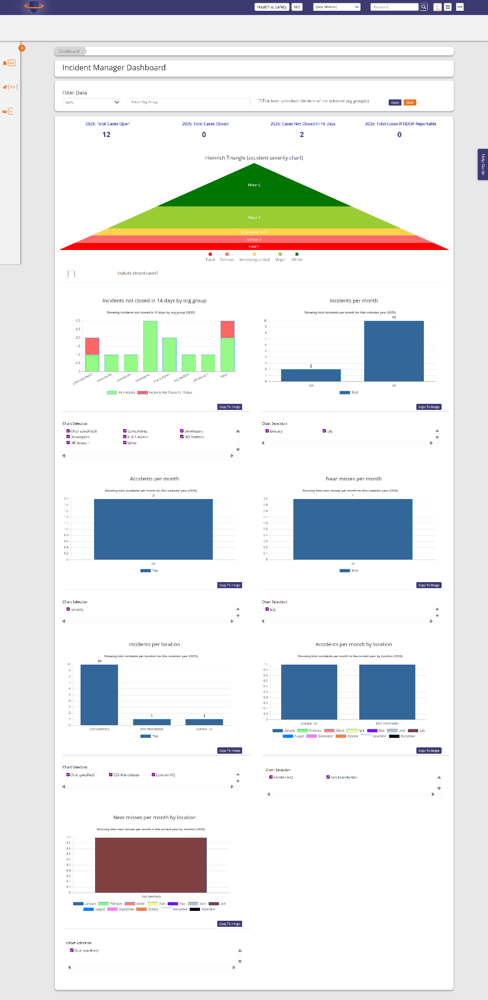 Health & Safety HR (Any Module) Keyword
Dashboard
49
Incident Manager Dashboard
99+
Filter Data
2025 Select Org Group Tick here to include children of the selected org group(s) Apply Clear
0
2025: Total Cases Open 2025: Total Cases Closed 2025: Cases Not Closed In 15 Days 2025: Total Cases RIDDOR Reportable
12 0 2 0
Help Guide
Heinrich Triangle (accident severity chart)
Minor 6
Major 3
Inconsequential 1
Serious 1
Fatal 1
Fatal Serious Inconsequential Major Minor
Include closed cases?
Incidents not closed in 14 days by org group
Showing incidents not closed in 15 days by org group (2025)
3.0
2.5
2.0
1.5
1.0
0.5
0
((Not specified)) Consultants Developers Developers H & S Admin HQ Stafford HR Group 1 Other
All Incidents Incidents Not Closed In 15 days
Copy To Image
Chart Selection
((Not specified)) Consultants Developers
Developers H & S Admin HQ Stafford
HR Group 1 Other
Incidents per month
Showing total incidents per month for this calendar year (2025)
10
10
9
8
7
6
5
4
3
2
2
1
0
Jan Jul
Total
Copy To Image
Chart Selection
January July
Accidents per month
Showing total accidents per month for this calendar year (2025)
2
2.0
1.8
1.6
1.4
1.2
1.0
0.8
0.6
0.4
0.2
0
Jan
Total
Copy To Image
Chart Selection
January
Near misses per month
Showing total near misses per month for this calendar year (2025)
1
1.0
0.9
0.8
0.7
0.6
0.5
0.4
0.3
0.2
0.1
0
Jul
Total
Copy To Image
Chart Selection
July
Incidents per location
Showing total incidents per location for this calendar year (2025)
10
10
9
8
7
6
5
4
3
2
1 1
1
0
(Not specified) BSS Manchester London HQ
Total
Copy To Image
Chart Selection
(Not specified) BSS Manchester London HQ
Accidents per month by location
Showing total accidents per month in the current year by location (2025)
1.0
0.9
0.8
0.7
0.6
0.5
0.4
0.3
0.2
0.1
0
London HQ BSS Manchester
January February March April May June July
August September October November December
Copy To Image
Chart Selection
London HQ BSS Manchester
Near misses per month by location
Showing total near misses per month in the current year by location (2025)
1.0
0.9
0.8
0.7
0.6
0.5
0.4
0.3
0.2
0.1
0
(Not specified)
January February March April May June July
August September October November December
Copy To Image
Chart Selection
(Not specified)